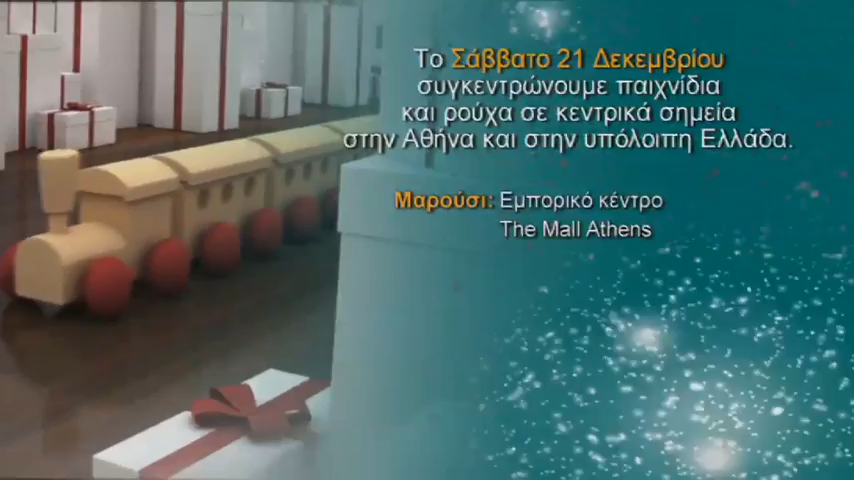 Το Σάββατο 21 Δεκεμβρίου
συγκεντρώνουμε παιχνίδια
και ρούχα σε κεντρικά σημεία
στην Αθήνα και στην υπόλοιπη Ελλάδα.
Μαρούσι: Εμπορικό κέντρο
The Mall Athens